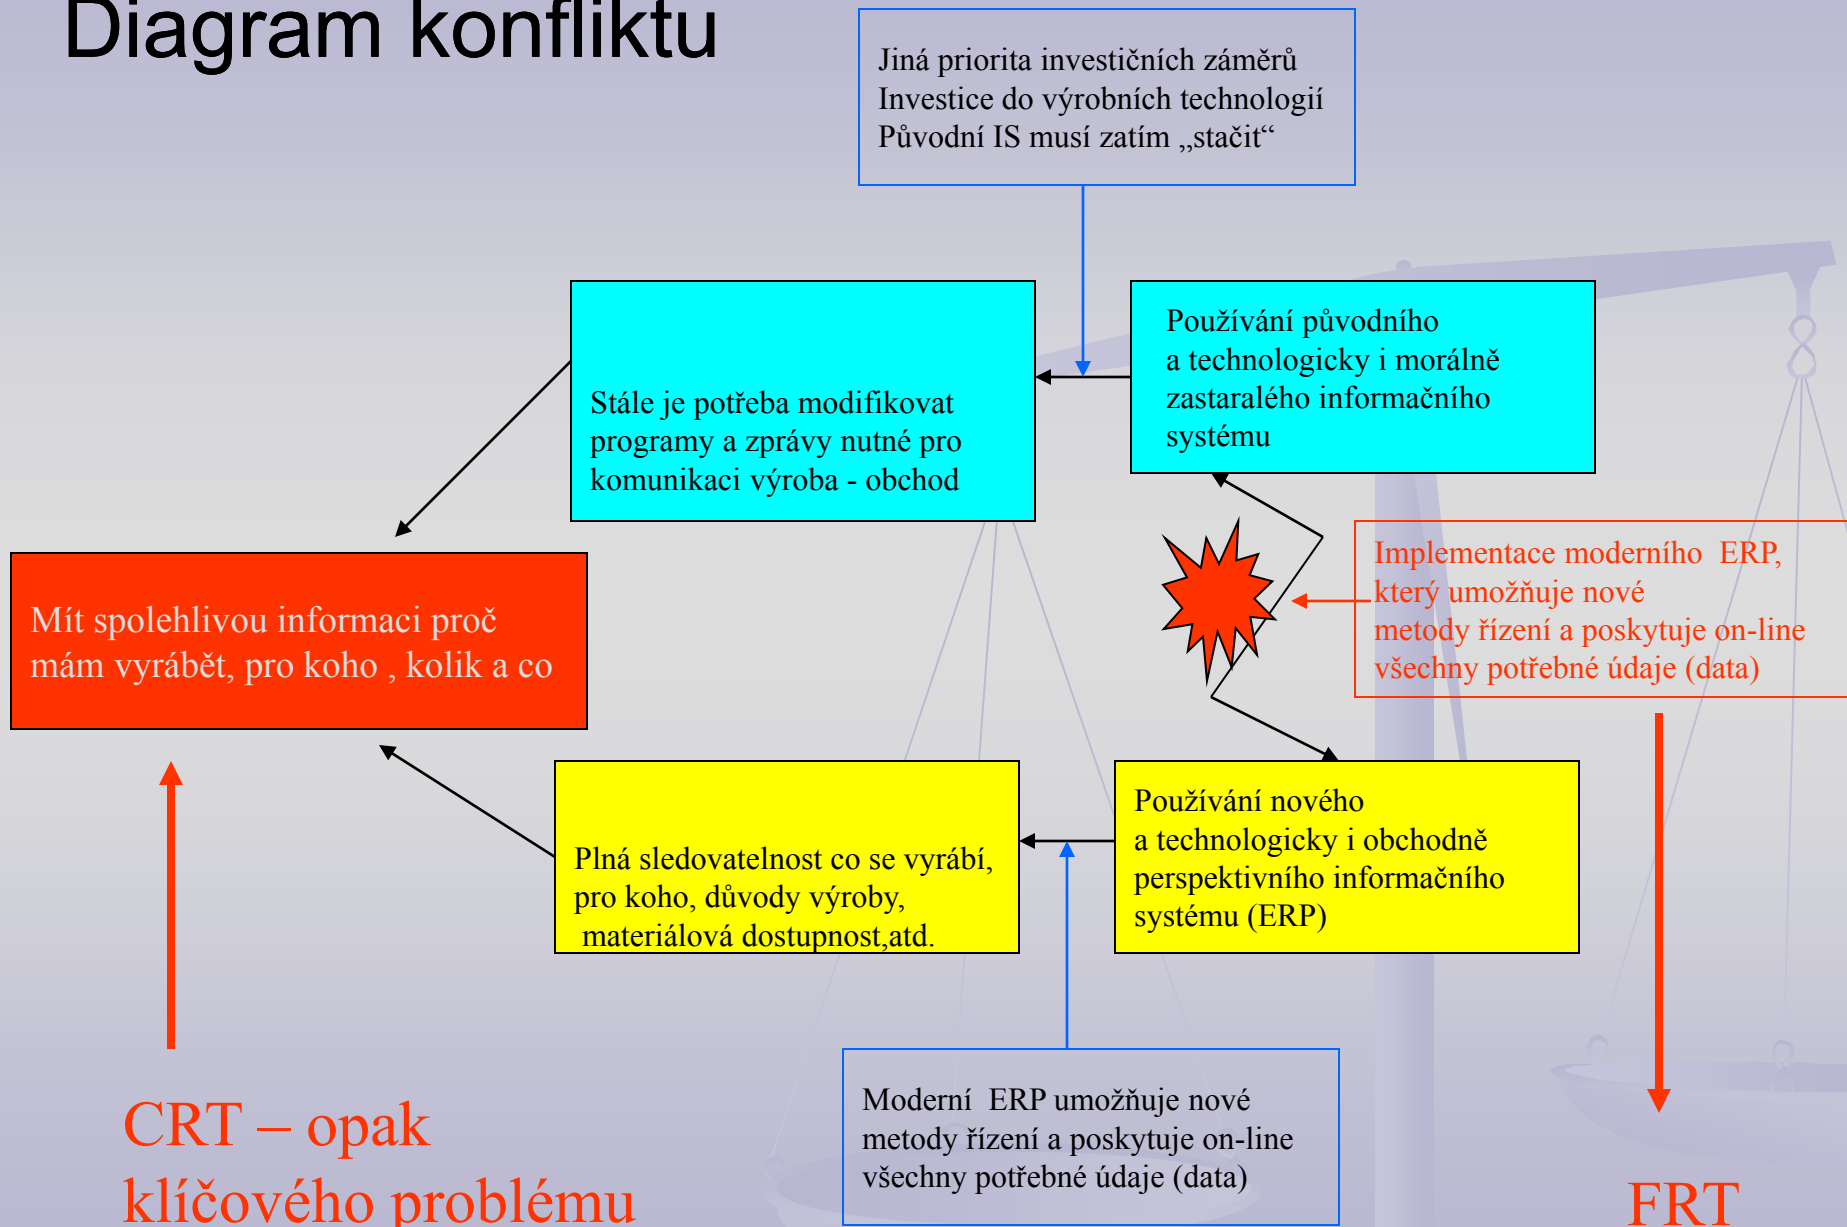 Diagram konfliktu
Jiná priorita investičních záměrů
Investice do výrobních technologií
Původní IS musí zatím „stačit“
Používání původního
a technologicky i morálně
zastaralého informačního
systému
Stále je potřeba modifikovat
programy a zprávy nutné pro
komunikaci výroba - obchod
Implementace moderního  ERP,
který umožňuje nové
metody řízení a poskytuje on-line
všechny potřebné údaje (data)
Mít spolehlivou informaci proč
mám vyrábět, pro koho , kolik a co
Používání nového
a technologicky i obchodně
perspektivního informačního
systému (ERP)
Plná sledovatelnost co se vyrábí,
pro koho, důvody výroby,
materiálová dostupnost,atd.
Moderní  ERP umožňuje nové
metody řízení a poskytuje on-line
všechny potřebné údaje (data)
CRT – opak
klíčového problému
FRT